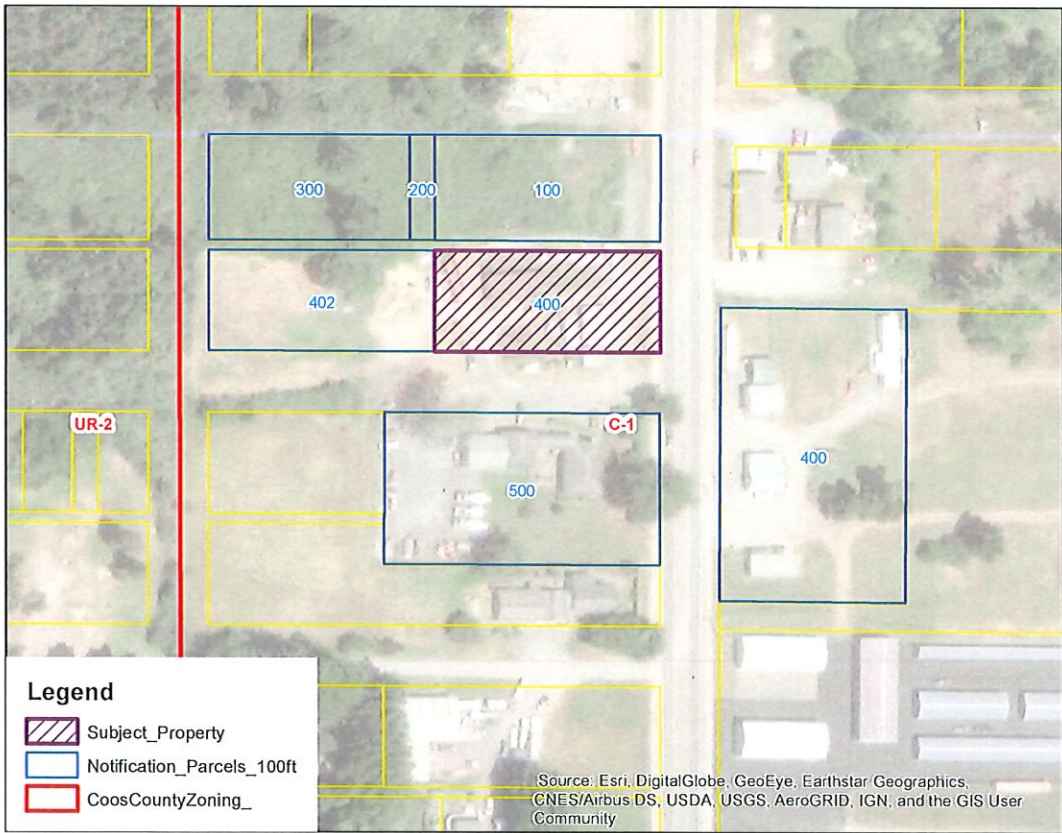 300
200
100
402
400
UR-2
C-1
400
500
Legend
Subject_Property
Notification_Parcels_100ft
CoosCountyZoning_
Source: Esri, DigitalGlobe, GeoEye, Earthstar Geographics,
CNES/Airbus DS, USDA, USGS, AeroGRID, IGN, and the GIS User
Community